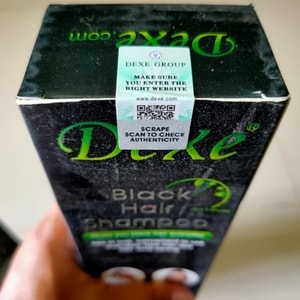 Dexe.com
DEXE GROUP
MAKE SURE
YOU ENTER THE
RIGHT WEBSITE
www.dexe.com
SCRAPE
SCAN TO CHECK
AUTHENTICITY
Dexe®
Black
Hair
Shampoo